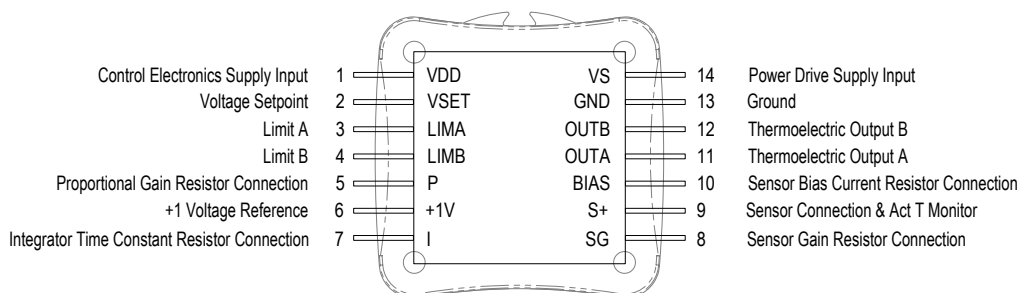 Control Electronics Supply Input 1 VDD VS 14 Power Drive Supply Input
Voltage Setpoint 2 VSET GND 13 Ground
Limit A 3 LIMA OUTB 12 Thermoelectric Output B
Limit B 4 LIMB OUTA 11 Thermoelectric Output A
Proportional Gain Resistor Connection 5 P BIAS 10 Sensor Bias Current Resistor Connection
+1 Voltage Reference 6 +1V S+ 9 Sensor Connection & Act T Monitor
Integrator Time Constant Resistor Connection 7 I SG 8 Sensor Gain Resistor Connection